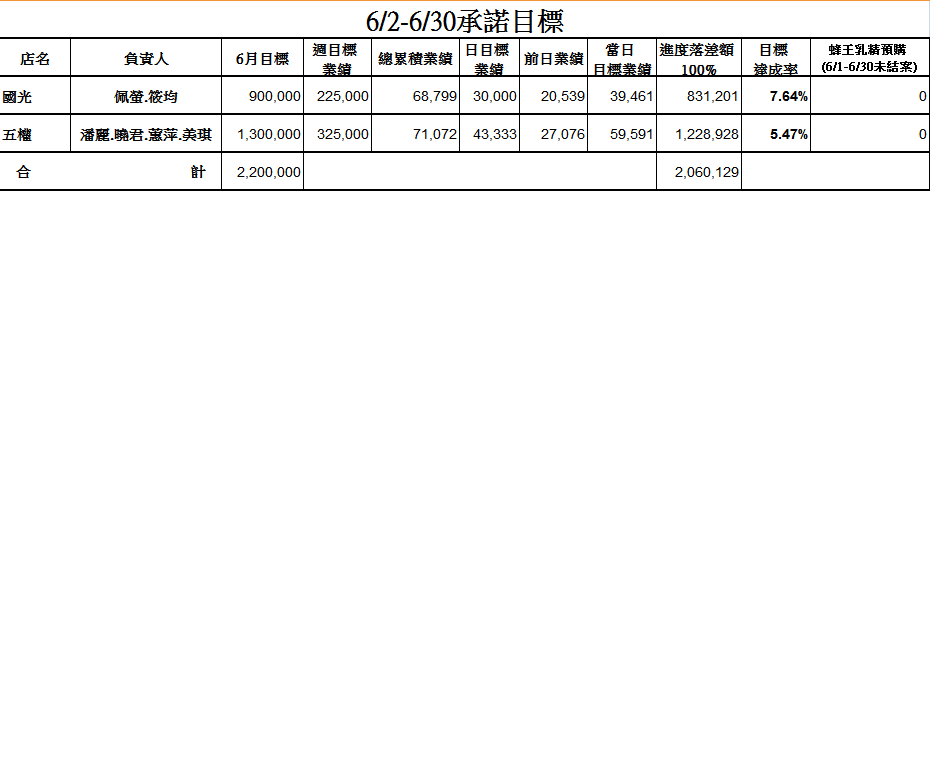 6/2-6/30承諾目標
店名 負責人 6月目標 週目標業績 總累積業績 日目標業績 前日業績 當日目標業績 進度落差額100% 目標達成率 蜂王乳精預購(6/1-6/30未結案)
國光 佩螢.筱均 900,000 225,000 68,799 30,000 20,539 39,461 831,201 7.64% 0
五權 潘麗.曉君.蕙萍.美琪 1,300,000 325,000 71,072 43,333 27,076 59,591 1,228,928 5.47% 0
合 計 2,200,000 2,060,129